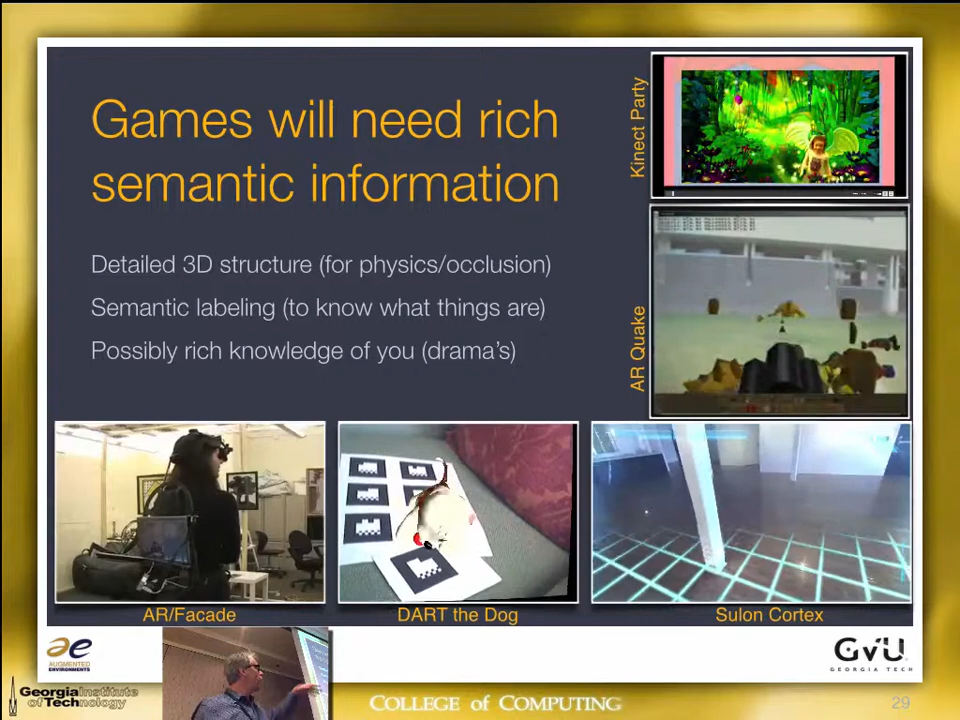 Games will need rich
semantic information
Detailed 3D structure (for physics/occlusion)
Semantic labeling (to know what things are)
Possibly rich knowledge of you (drama's)
Kinect Party
AR Quake
AR/Facade
DART the Dog
Sulon Cortex
ae
AUGMENTED
ENVIRONMENTS
GVU
GEORGIA TECH
Georgia Institute
of Technology
COLLEGE of COMPUTING
29